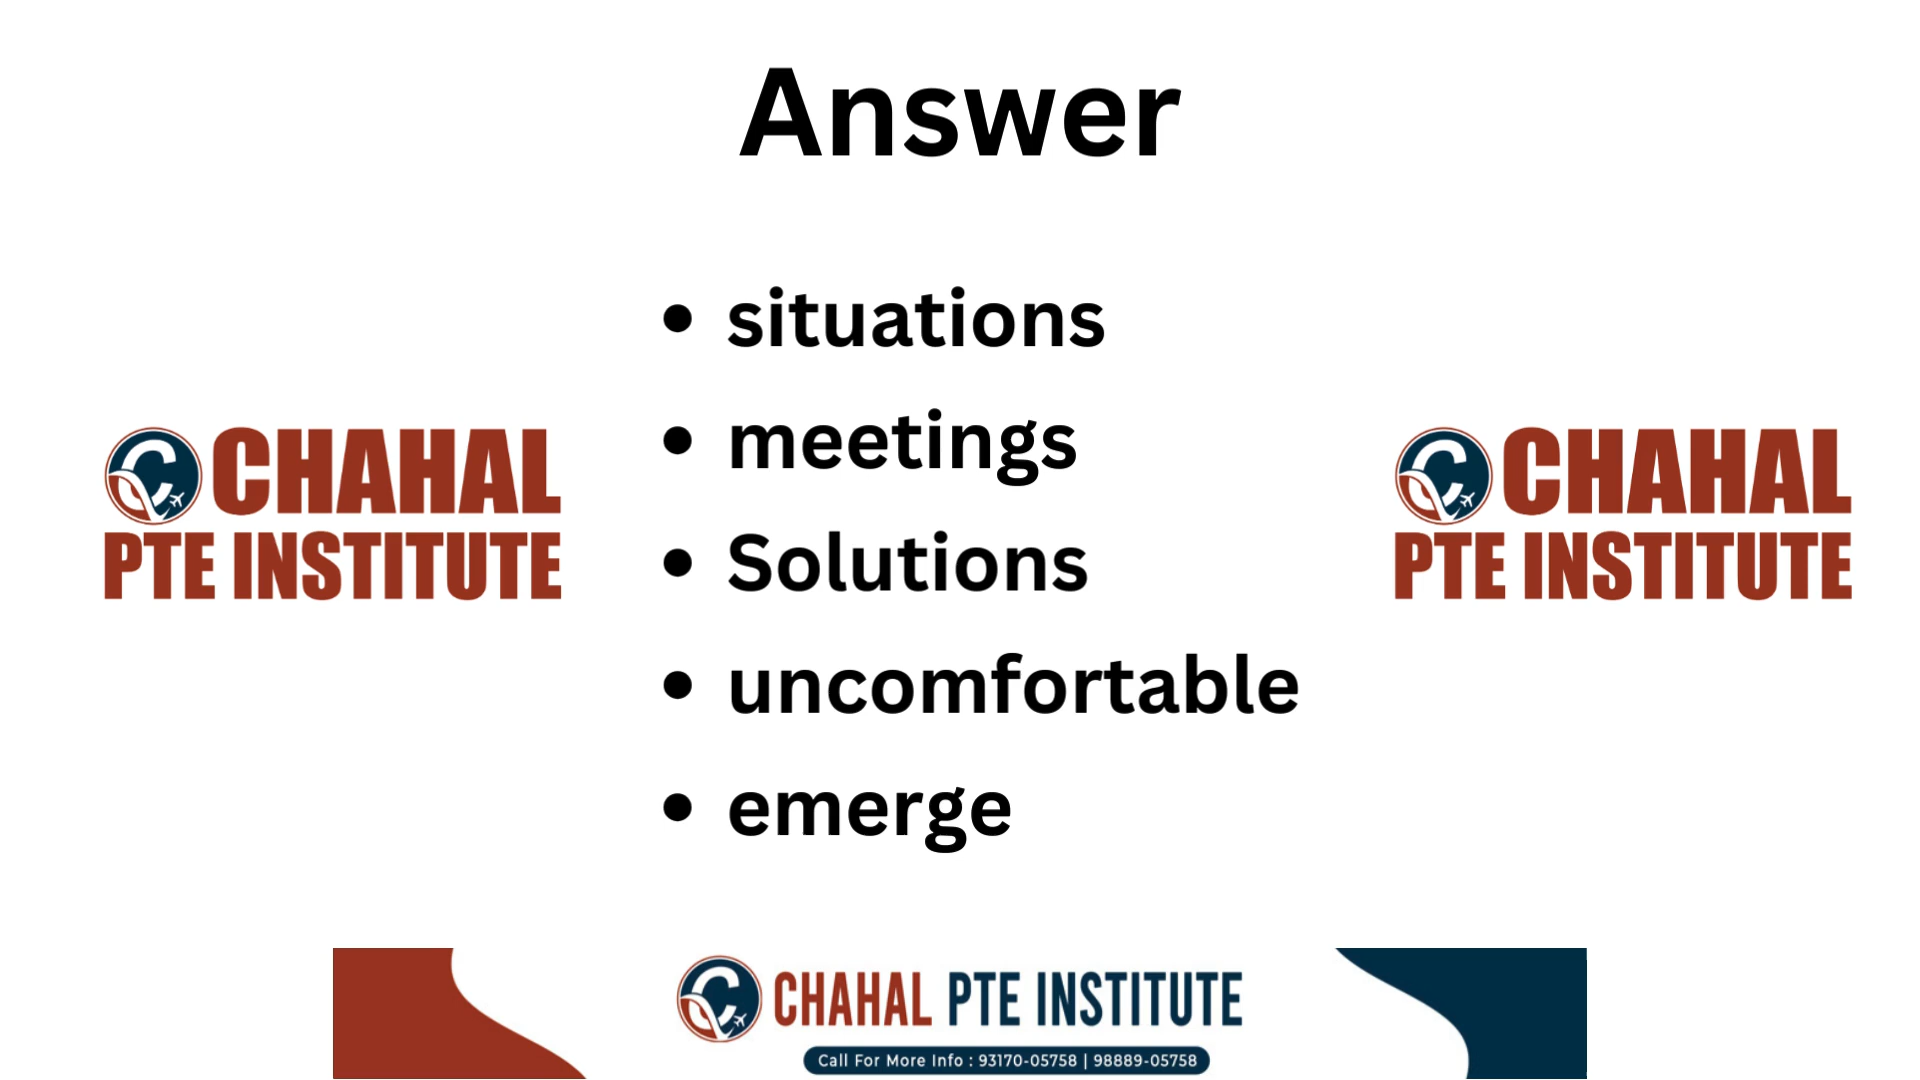 Answer
• situations
• meetings
• Solutions
• uncomfortable
• emerge
CHAHAL
PTE INSTITUTE
CHAHAL
PTE INSTITUTE
CHAHAL PTE INSTITUTE
Call For More Info : 93170-05758 | 98889-05758